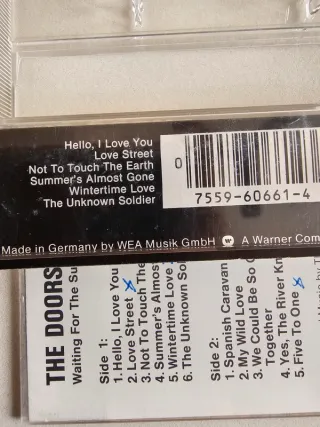 Hello, I Love You
Love Street
Not To Touch The Earth
Summer's Almost Gone
Wintertime Love
The Unknown Soldier
0
7559-60661-4
Made in Germany by WEA Musik GmbH A Warner Com
THE DOORS
Waiting For The Su
Side 1:
1. Hello, I Love You
2. Love Street
3. Not To Touch The
4. Summer's Almost
5. Wintertime Love
6. The Unknown Sol
Side 2:
1. Spanish Caravan
2. My Wild Love
3. We Could Be So
Together
4. Yes, The River Kn
5. Five To One